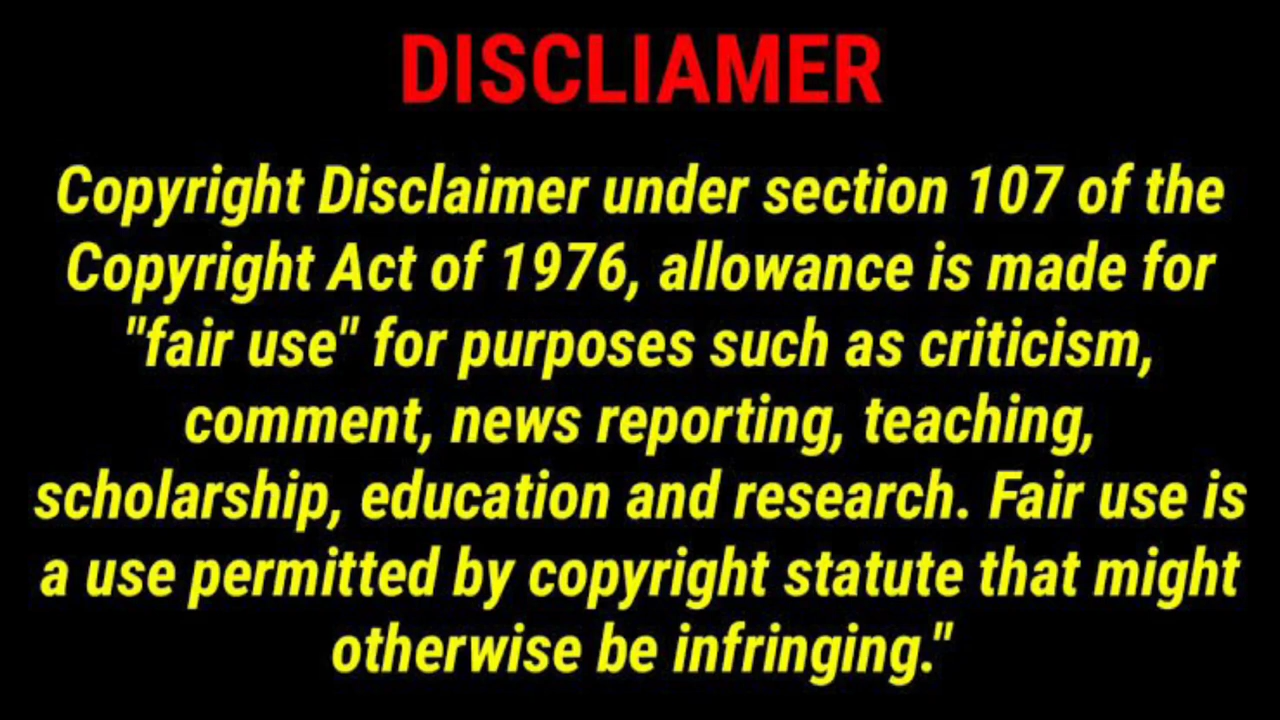 DISCLIAMER
Copyright Disclaimer under section 107 of the
Copyright Act of 1976, allowance is made for
"fair use" for purposes such as criticism,
comment, news reporting, teaching,
scholarship, education and research. Fair use is
a use permitted by copyright statute that might
otherwise be infringing."